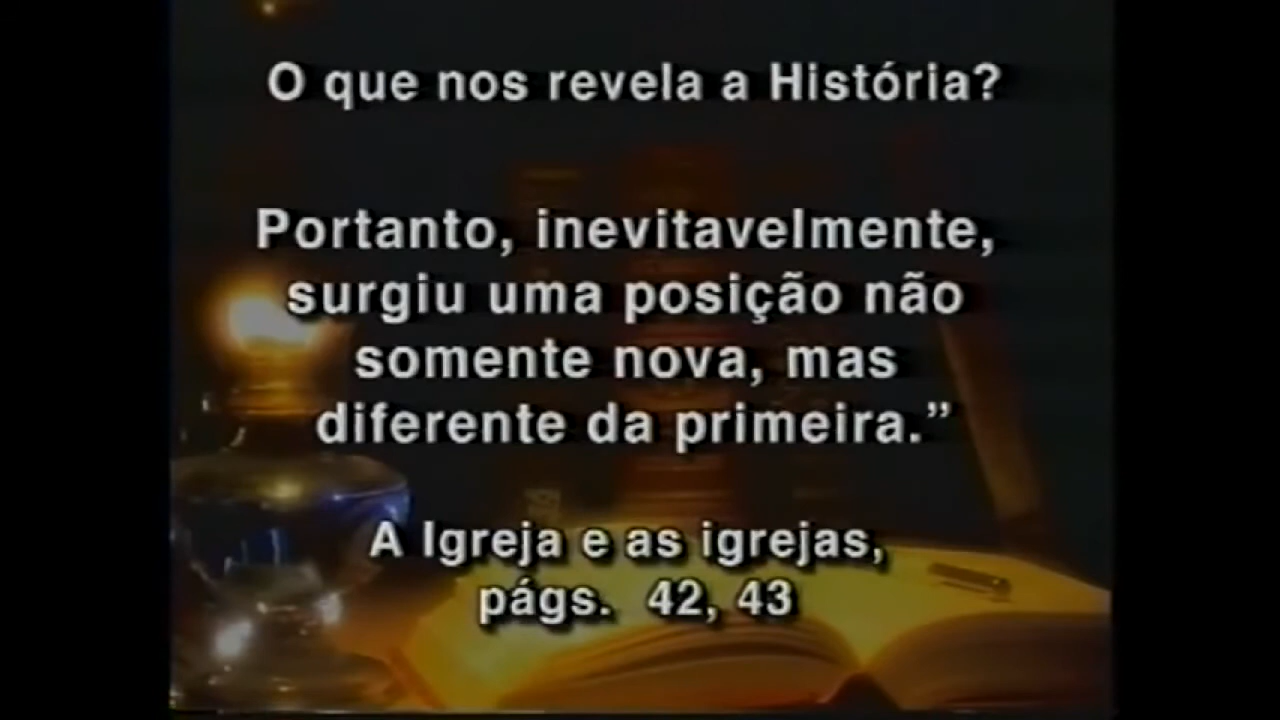 O que nos revela a História?
Portanto, inevitavelmente,
surgiu uma posição não
somente nova, mas
diferente da primeira.”
A Igreja e as igrejas,
págs. 42, 43